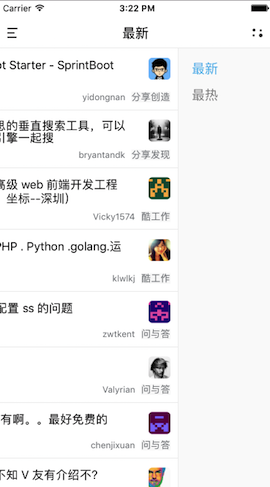 Carrier 3:22 PM
最新
ot Starter - SprintBoot
yidongnan 分享创造
思的垂直搜索工具，可以
引擎一起搜
bryantandk 分享发现
高级 web 前端开发工程
坐标--深圳）
Vicky1574 酷工作
PHP . Python .golang.运
klwlkj 酷工作
配置 ss 的问题
zwtkent 问与答
Valyrian 问与答
有啊。。最好免费的
chenjixuan 问与答
不知 V 友有介绍不?
最新
最热